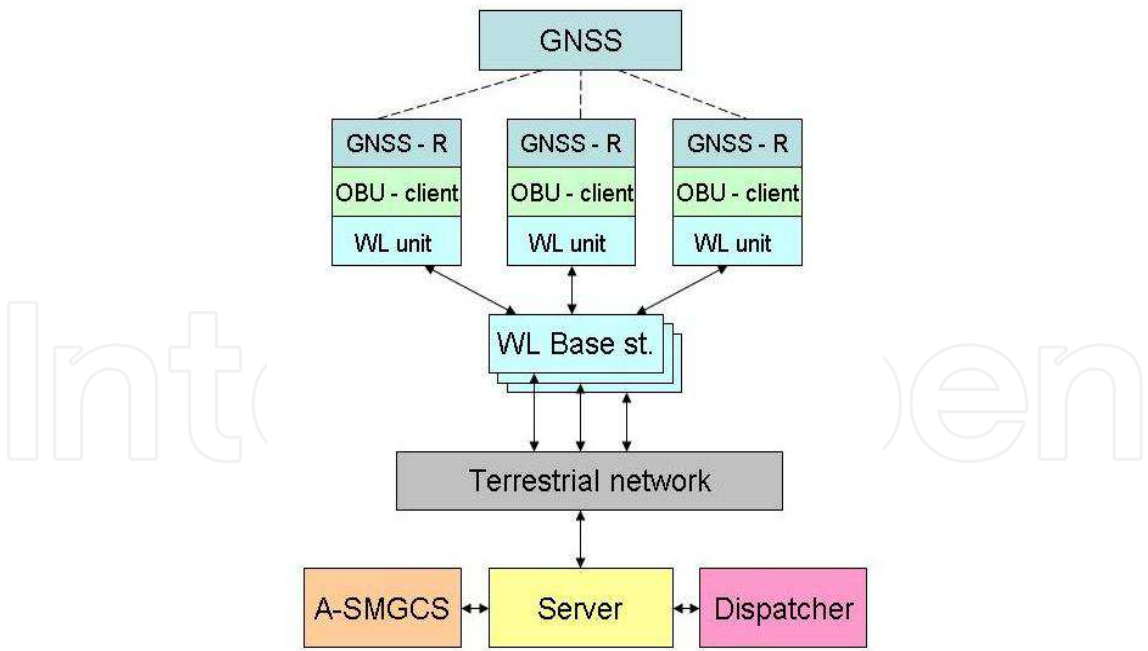 GNSS
GNSS - R
GNSS - R
GNSS - R
OBU - client
OBU - client
OBU - client
WL unit
WL unit
WL unit
WL Base st.
Terrestrial network
A-SMGCS
Server
Dispatcher